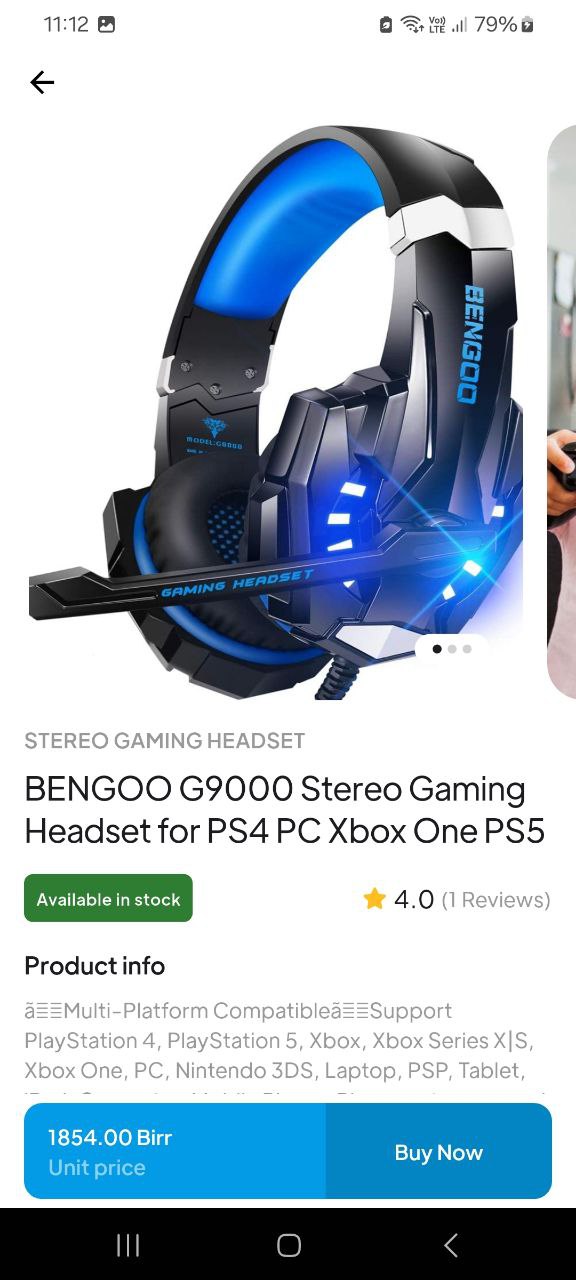 11:12
Vo))
LTE
79%
BENGOO
MODEL:G9000
GAMING HEADSET
STEREO GAMING HEADSET
BENGOO G9000 Stereo Gaming
Headset for PS4 PC Xbox One PS5
Available in stock
4.0 (1 Reviews)
Product info
ã☰☰Multi-Platform Compatibleã☰☰Support
PlayStation 4, PlayStation 5, Xbox, Xbox Series X|S,
Xbox One, PC, Nintendo 3DS, Laptop, PSP, Tablet,
1854.00 Birr
Unit price
Buy Now